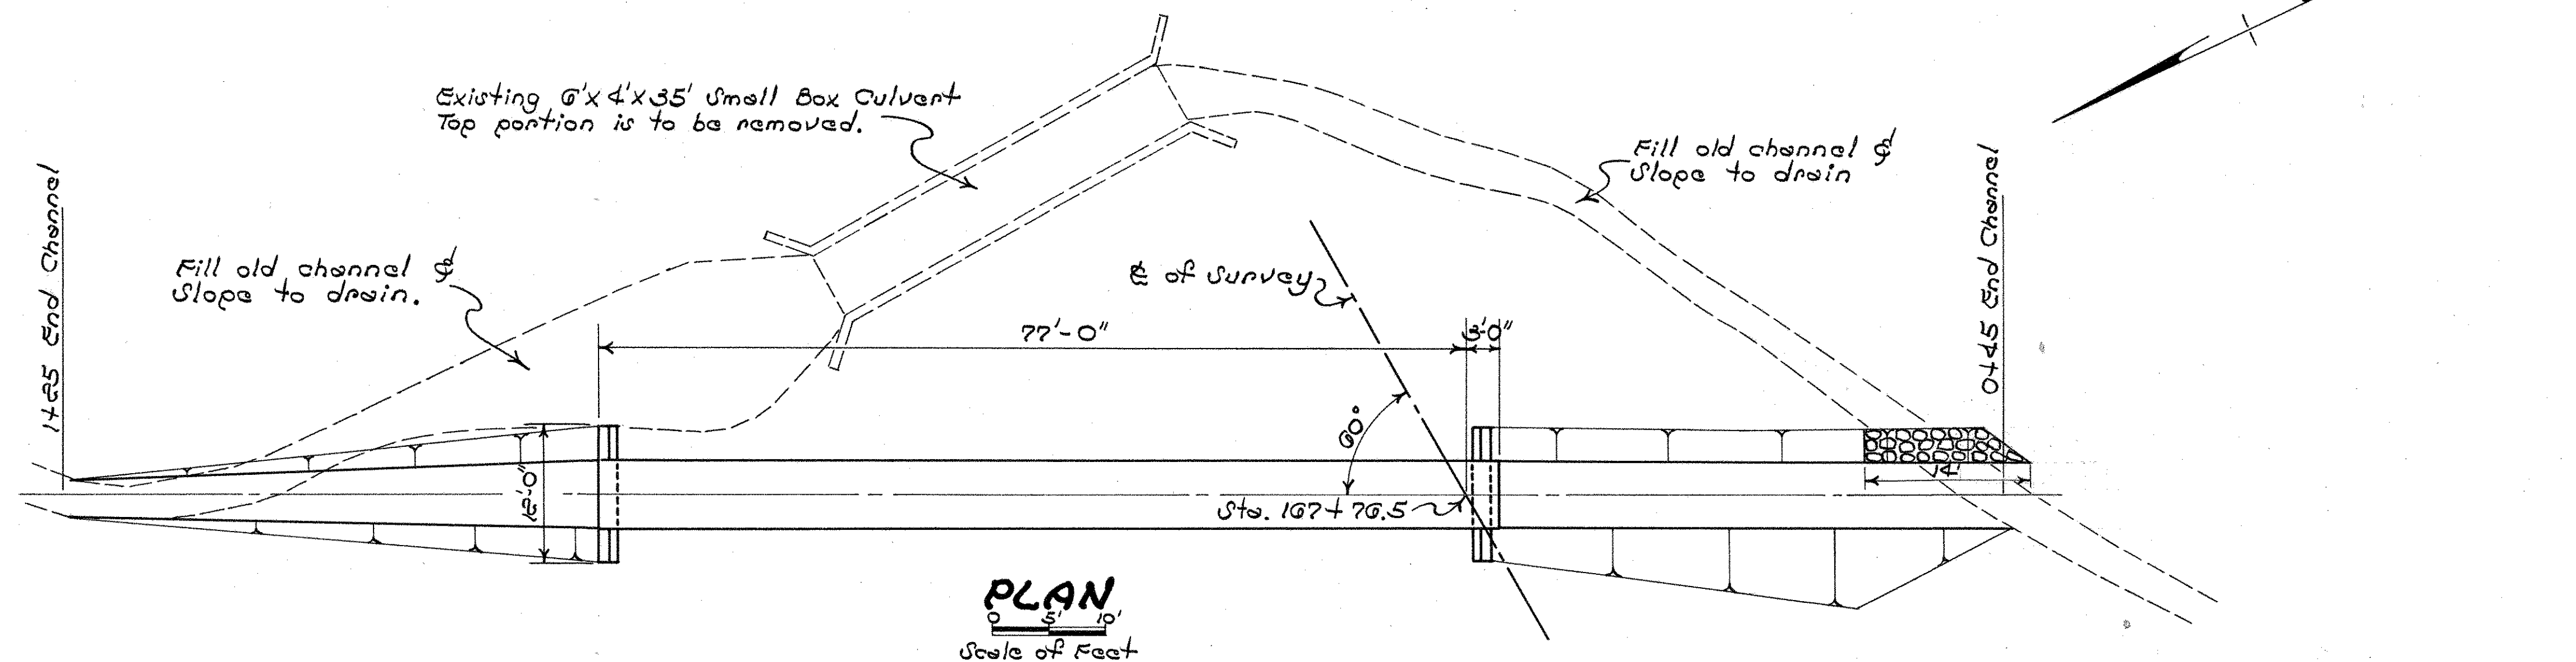 Existing 6'x4'x35' Small Box Culvert
Top portion is to be removed.
Fill old channel &
Slope to drain
1+25 End Channel
0+45 End Channel
Fill old channel &
Slope to drain.
℄ of Survey
77'-0"
3'-0"
60°
12'-0"
14'
Sta. 167+76.5
PLAN
0 5' 10'
Scale of Feet